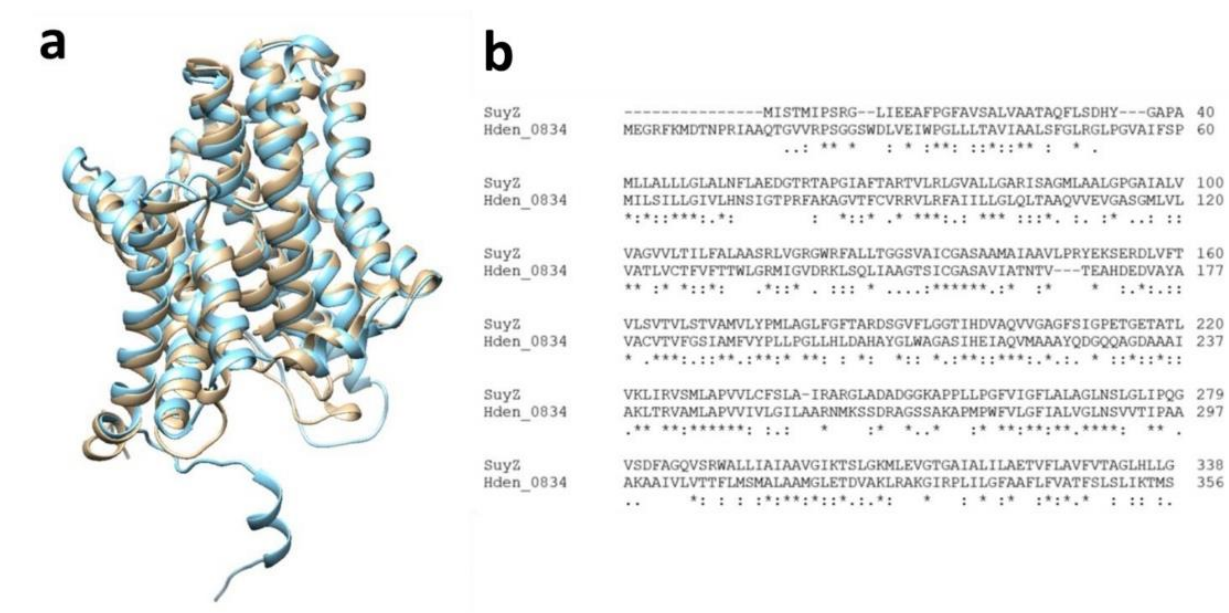 a
b
SuyZ ---------------MISTMIPSRG--LIEEAFPGFAVSALVAATAQFLSDHY---GAPA 40
Hden_0834 MEGRFKMDTNPRIAAQTGVVRPSGGSWDLVEIWPGLLLTAVIAALSFGLRGLPGVAIFSP 60
..: ** * : * :**: ::*::** : * .
SuyZ MLLALLLGLALNFLAEDGTRTAPGIAFTARTVLRLGVALLGARISAGMLAALGPGAIALV 100
Hden_0834 MILSILLGIVLHNSIGTPRFAKAGVTFCVRRVLRFAIILLGLQLTAAQVVEVGASGMLVL 120
*:*::***:.*: : *::* .* ***:.: *** :::*. :. :* ..: ::
SuyZ VAGVVLTILFALAASRLVGRGWRFALLTGGSVAICGASAAMAIAAVLPRYEKSERDLVFT 160
Hden_0834 VATLVCTFVFTTWLGRMIGVDRKLSQLIAAGTSICGASAVIATNTV---TEAHDEDVAYA 177
** :* *::*: .*::* . ::: * ....:******.:* :* * :.*:.::
SuyZ VLSVTVLSTVAMVLYPMLAGLFGFTARDSGVFLGGTIHDVAQVVGAGFSIGPETGETATL 220
Hden_0834 VACVTVFGSIAMFVYPLLPGLLHLDAHAYGLWAGASIHEIAQVMAAAYQDGQQAGDAAAI 237
* .***:.::**.:**:*.**: : *: *:: *.:**::***:.*.:. * ::*::*::
SuyZ VKLIRVSMLAPVVLCFSLA-IRARGLADADGGKAPPLLPGFVIGFLALAGLNSLGLIPQG 279
Hden_0834 AKLTRVAMLAPVVIVLGILAARNMKSSDRAGSSAKAPMPWFVLGFIALVGLNSVVTIPAA 297
.** **:******: :.: * :* *..* :* **:**:**.****: ** .
SuyZ VSDFAGQVSRWALLIAIAAVGIKTSLGKMLEVGTGAIALILAETVFLAVFVTAGLHLLG 338
Hden_0834 AKAAIVLVTTFLMSMALAAMGLETDVAKLRAKGIRPLILGFAAFLFVATFSLSLIKTMS 356
.. *: : : :*:**:*::*.:.*: * : * :* :*:*.* : :: :.